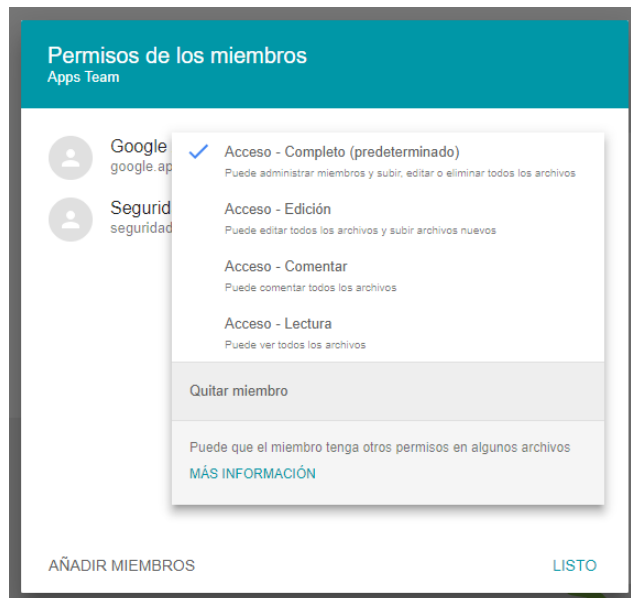 Permisos de los miembros
Apps Team
Google
google.ap
Acceso - Completo (predeterminado)
Puede administrar miembros y subir, editar o eliminar todos los archivos
Segurid
seguridad
Acceso - Edición
Puede editar todos los archivos y subir archivos nuevos
Acceso - Comentar
Puede comentar todos los archivos
Acceso - Lectura
Puede ver todos los archivos
Quitar miembro
Puede que el miembro tenga otros permisos en algunos archivos
MÁS INFORMACIÓN
AÑADIR MIEMBROS
LISTO